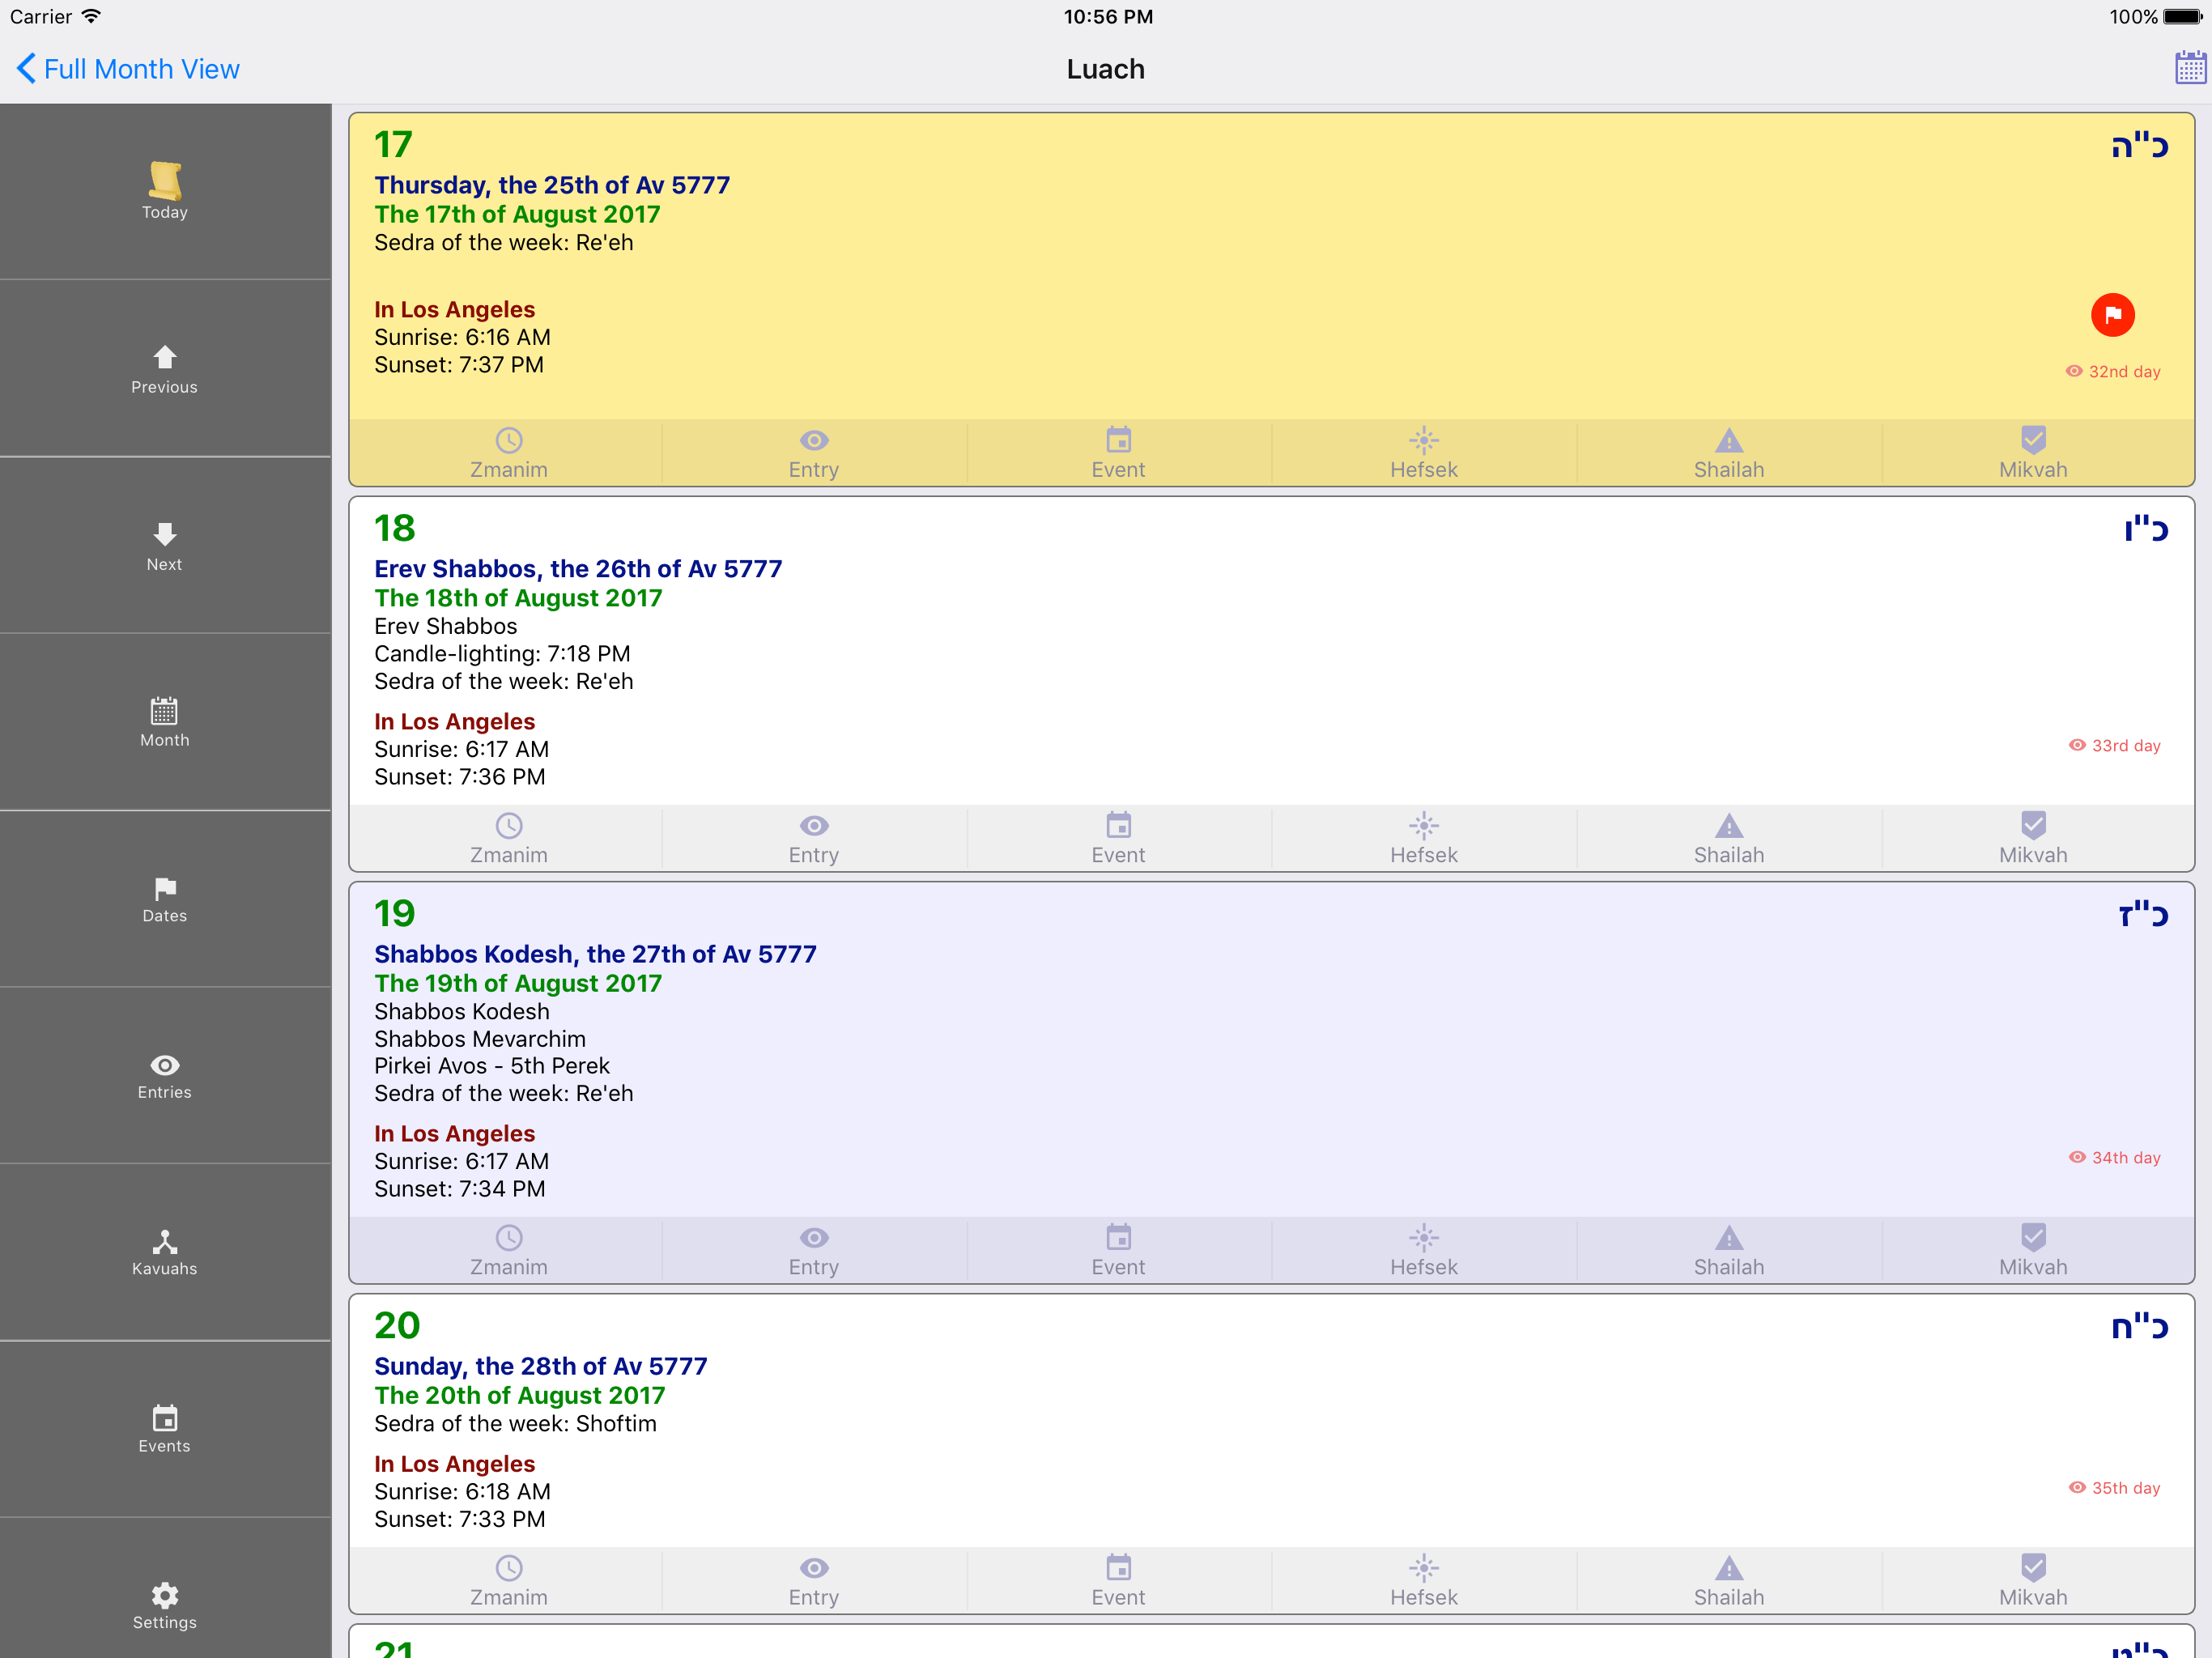 Carrier
10:56 PM
100%
Full Month View
Luach
Today
Previous
Next
Month
Dates
Entries
Kavuahs
Events
Settings
17
כ"ה
Thursday, the 25th of Av 5777
The 17th of August 2017
Sedra of the week: Re'eh
In Los Angeles
Sunrise: 6:16 AM
Sunset: 7:37 PM
32nd day
Zmanim
Entry
Event
Hefsek
Shailah
Mikvah
18
כ"ו
Erev Shabbos, the 26th of Av 5777
The 18th of August 2017
Erev Shabbos
Candle-lighting: 7:18 PM
Sedra of the week: Re'eh
In Los Angeles
Sunrise: 6:17 AM
Sunset: 7:36 PM
33rd day
Zmanim
Entry
Event
Hefsek
Shailah
Mikvah
19
כ"ז
Shabbos Kodesh, the 27th of Av 5777
The 19th of August 2017
Shabbos Kodesh
Shabbos Mevarchim
Pirkei Avos - 5th Perek
Sedra of the week: Re'eh
In Los Angeles
Sunrise: 6:17 AM
Sunset: 7:34 PM
34th day
Zmanim
Entry
Event
Hefsek
Shailah
Mikvah
20
כ"ח
Sunday, the 28th of Av 5777
The 20th of August 2017
Sedra of the week: Shoftim
In Los Angeles
Sunrise: 6:18 AM
Sunset: 7:33 PM
35th day
Zmanim
Entry
Event
Hefsek
Shailah
Mikvah
21
כ"ט